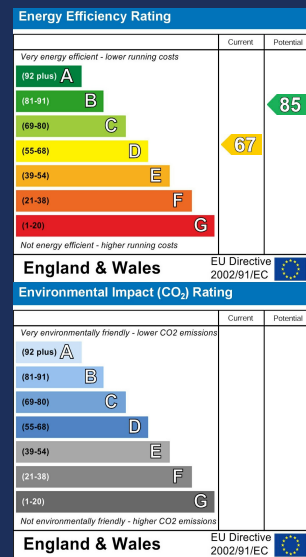 Energy Efficiency Rating
Current Potential
Very energy efficient - lower running costs
(92 plus) A
(81-91) B
(69-80) C
(55-68) D
(39-54) E
(21-38) F
(1-20) G
67
85
Not energy efficient - higher running costs
England & Wales
EU Directive
2002/91/EC
Environmental Impact (CO₂) Rating
Current Potential
Very environmentally friendly - lower CO2 emissions
(92 plus) A
(81-91) B
(69-80) C
(55-68) D
(39-54) E
(21-38) F
(1-20) G
Not environmentally friendly - higher CO2 emissions
England & Wales
EU Directive
2002/91/EC